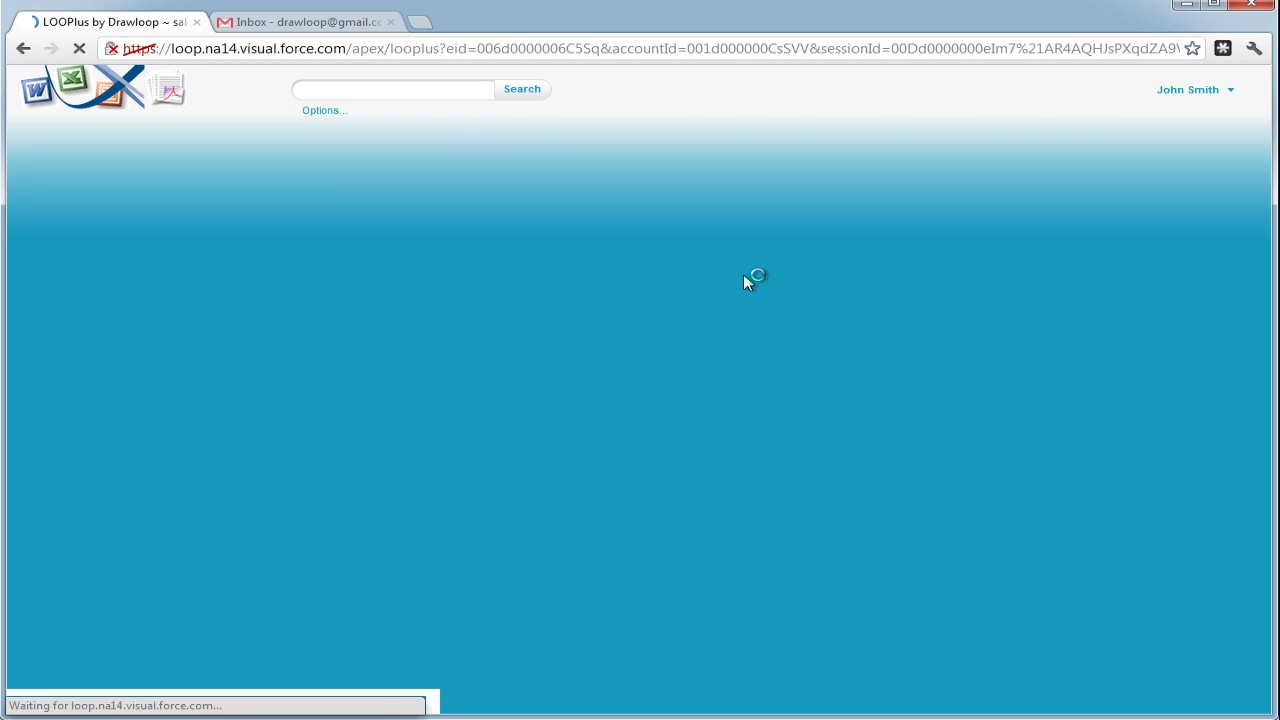 LOOPlus by Drawloop ~ sal
Inbox - drawloop@gmail.co
https://loop.na14.visual.force.com/apex/looplus?eid=006d0000006C5Sq&accountId=001d000000CsSVV&sessionId=00Dd0000000eIm7%21AR4AQHJsPXqdZA9V
Search
John Smith
Options...
Waiting for loop.na14.visual.force.com...